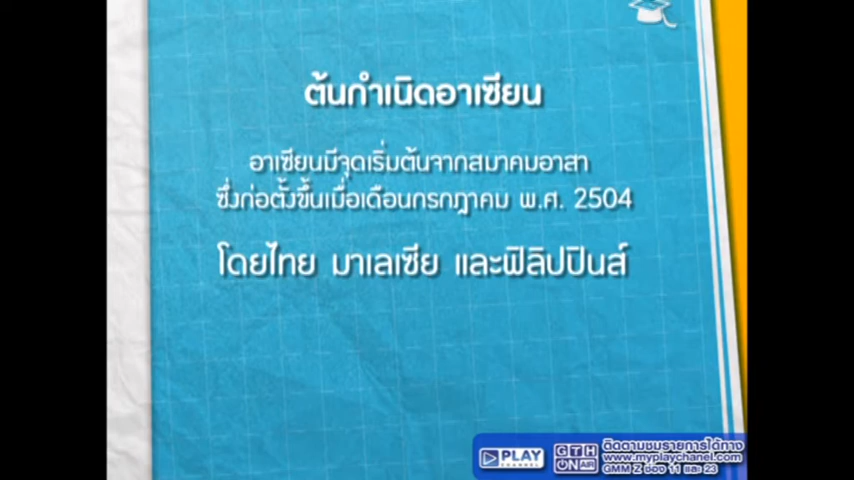 ต้นกำเนิดอาเซียน
อาเซียนมีจุดเริ่มต้นจากสมาคมอาสา
ซึ่งก่อตั้งขึ้นเมื่อเดือนกรกฎาคม พ.ศ. 2504
โดยไทย มาเลเซีย และฟิลิปปินส์
PLAY
CHANNEL
GTH
ON AIR
ติดตามชมรายการได้ทาง
www.myplaychanel.com
GMM Z ช่อง 11 และ 23